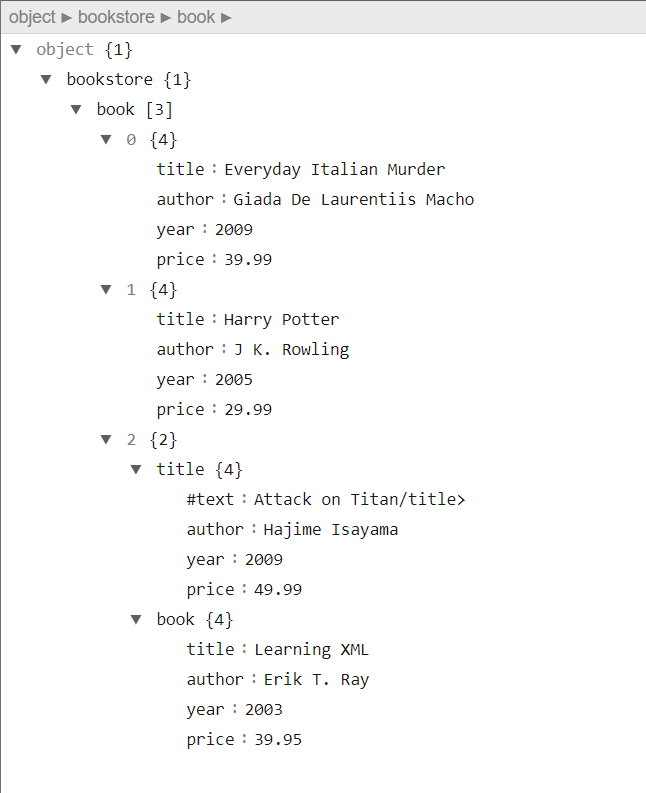 object ► bookstore ► book ►
▼ object {1}
▼ bookstore {1}
▼ book [3]
▼ 0 {4}
title : Everyday Italian Murder
author : Giada De Laurentiis Macho
year : 2009
price : 39.99
▼ 1 {4}
title : Harry Potter
author : J K. Rowling
year : 2005
price : 29.99
▼ 2 {2}
▼ title {4}
#text : Attack on Titan/title>
author : Hajime Isayama
year : 2009
price : 49.99
▼ book {4}
title : Learning XML
author : Erik T. Ray
year : 2003
price : 39.95